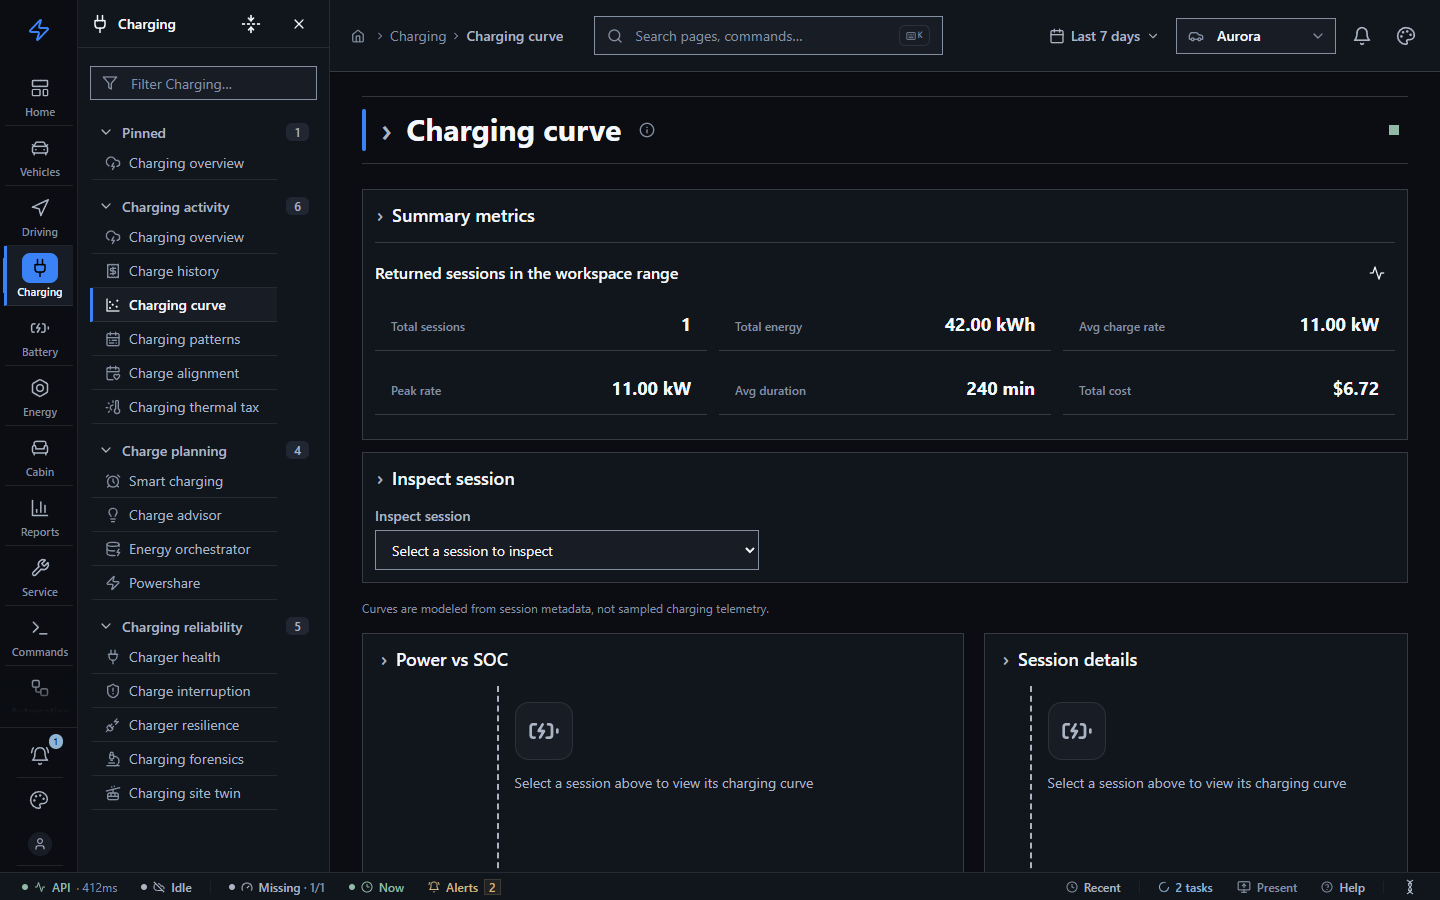 Charging
Charging
Charging curve
Search pages, commands...
K
Last 7 days
Aurora
Home
Vehicles
Driving
Charging
Battery
Energy
Cabin
Reports
Service
Commands
1
Filter Charging...
Pinned 1
Charging overview
Charging activity 6
Charging overview
Charge history
Charging curve
Charging patterns
Charge alignment
Charging thermal tax
Charge planning 4
Smart charging
Charge advisor
Energy orchestrator
Powershare
Charging reliability 5
Charger health
Charge interruption
Charger resilience
Charging forensics
Charging site twin
Charging curve
Summary metrics
Returned sessions in the workspace range
Total sessions 1
Total energy 42.00 kWh
Avg charge rate 11.00 kW
Peak rate 11.00 kW
Avg duration 240 min
Total cost $6.72
Inspect session
Inspect session
Select a session to inspect
Curves are modeled from session metadata, not sampled charging telemetry.
Power vs SOC
Select a session above to view its charging curve
Session details
Select a session above to view its charging curve
API · 412ms
Idle
Missing · 1/1
Now
Alerts 2
Recent
2 tasks
Present
Help